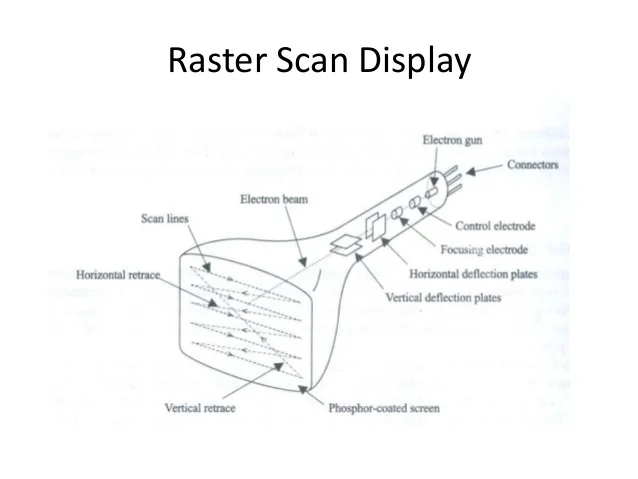 Raster Scan Display
Electron gun
Connectors
Electron beam
Scan lines
Control electrode
Focusing electrode
Horizontal retrace
Horizontal deflection plates
Vertical deflection plates
Vertical retrace
Phosphor-coated screen